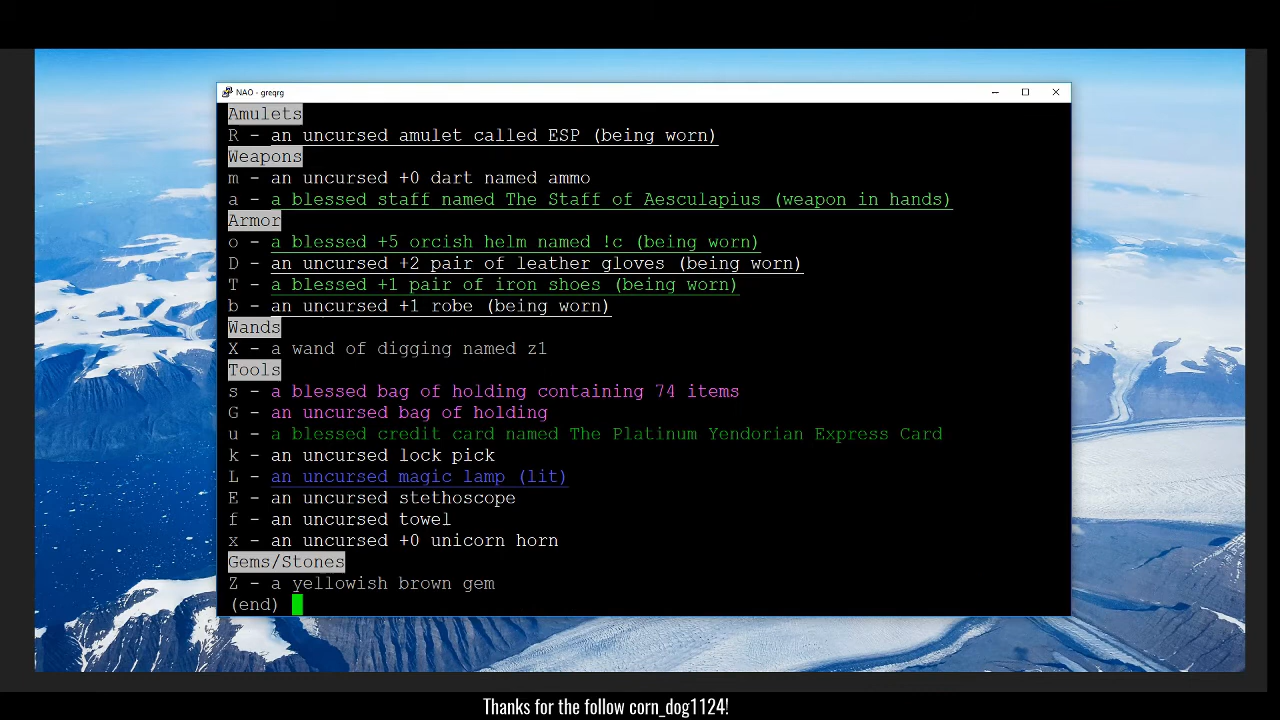 NAO - greqrg
Amulets
R - an uncursed amulet called ESP (being worn)
Weapons
m - an uncursed +0 dart named ammo
a - a blessed staff named The Staff of Aesculapius (weapon in hands)
Armor
o - a blessed +5 orcish helm named !c (being worn)
D - an uncursed +2 pair of leather gloves (being worn)
T - a blessed +1 pair of iron shoes (being worn)
b - an uncursed +1 robe (being worn)
Wands
X - a wand of digging named z1
Tools
s - a blessed bag of holding containing 74 items
G - an uncursed bag of holding
u - a blessed credit card named The Platinum Yendorian Express Card
k - an uncursed lock pick
L - an uncursed magic lamp (lit)
E - an uncursed stethoscope
f - an uncursed towel
x - an uncursed +0 unicorn horn
Gems/Stones
Z - a yellowish brown gem
(end)
Thanks for the follow corn_dog1124!